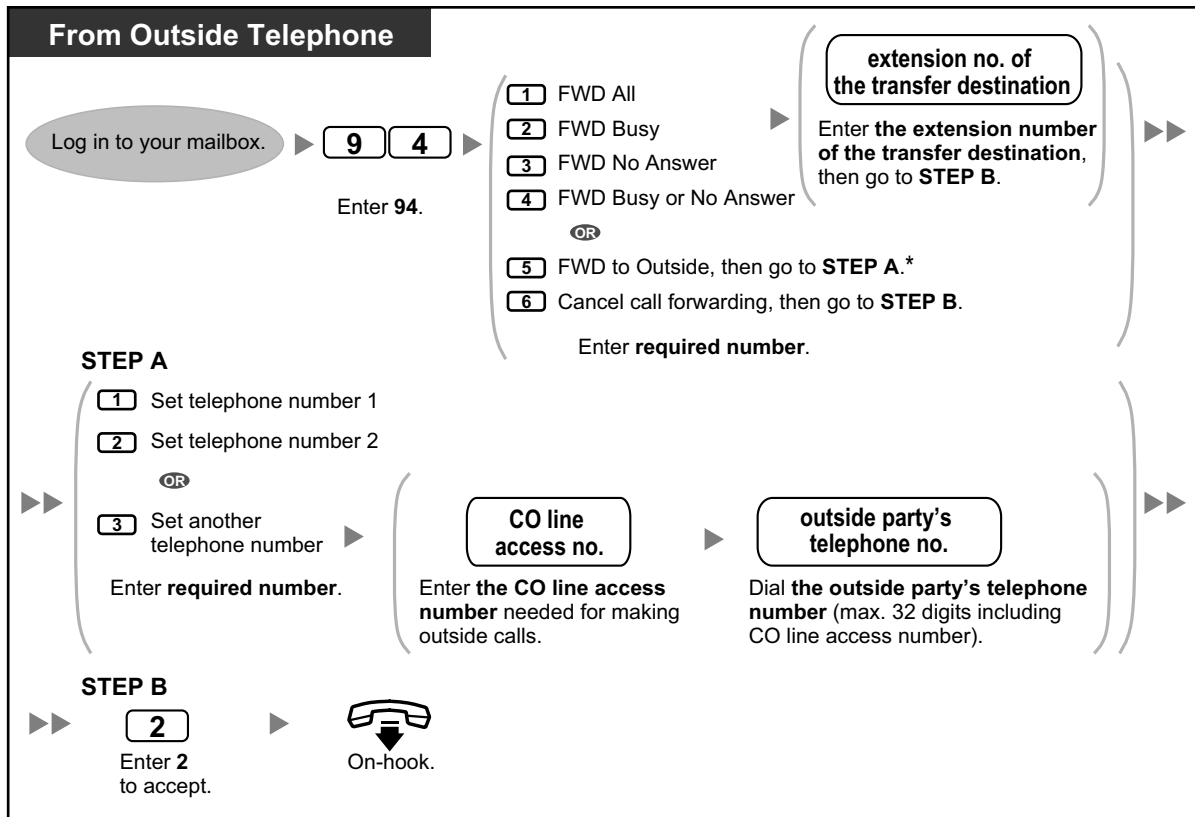 From Outside Telephone
Log in to your mailbox.
9 4
Enter 94.
1 FWD All
2 FWD Busy
3 FWD No Answer
4 FWD Busy or No Answer
OR
5 FWD to Outside, then go to STEP A.*
6 Cancel call forwarding, then go to STEP B.
Enter required number.
extension no. of
the transfer destination
Enter the extension number
of the transfer destination,
then go to STEP B.
STEP A
1 Set telephone number 1
2 Set telephone number 2
OR
3 Set another
telephone number
Enter required number.
CO line
access no.
Enter the CO line access
number needed for making
outside calls.
outside party's
telephone no.
Dial the outside party's telephone
number (max. 32 digits including
CO line access number).
STEP B
2
Enter 2
to accept.
On-hook.